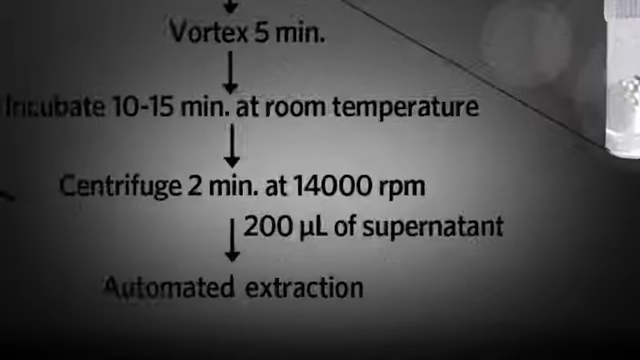 Vortex 5 min.
Incubate 10-15 min. at room temperature
Centrifuge 2 min. at 14000 rpm
200 µL of supernatant
Automated extraction